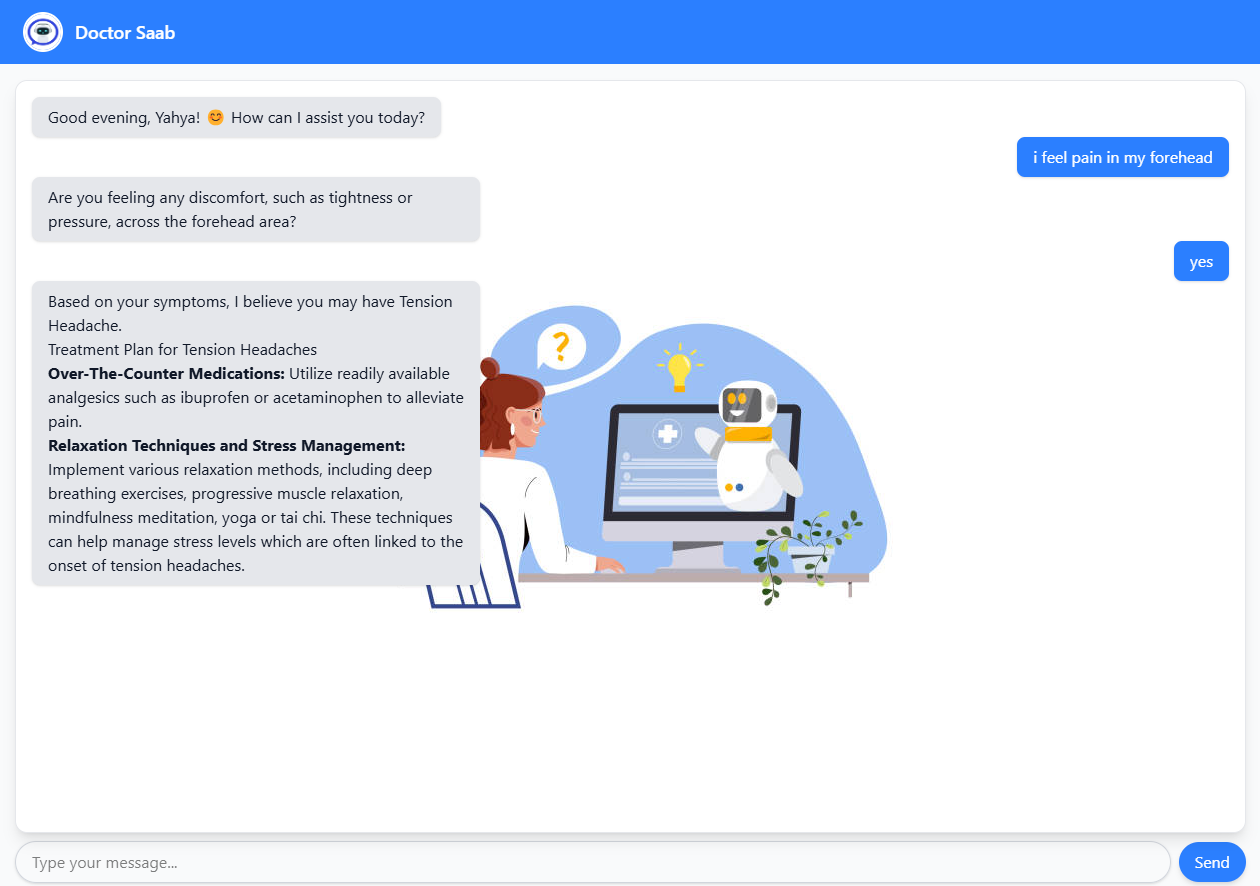 Doctor Saab
Good evening, Yahya! 😊 How can I assist you today?
i feel pain in my forehead
Are you feeling any discomfort, such as tightness or
pressure, across the forehead area?
yes
Based on your symptoms, I believe you may have Tension
Headache.
Treatment Plan for Tension Headaches
Over-The-Counter Medications: Utilize readily available
analgesics such as ibuprofen or acetaminophen to alleviate
pain.
Relaxation Techniques and Stress Management:
Implement various relaxation methods, including deep
breathing exercises, progressive muscle relaxation,
mindfulness meditation, yoga or tai chi. These techniques
can help manage stress levels which are often linked to the
onset of tension headaches.
?
Type your message...
Send